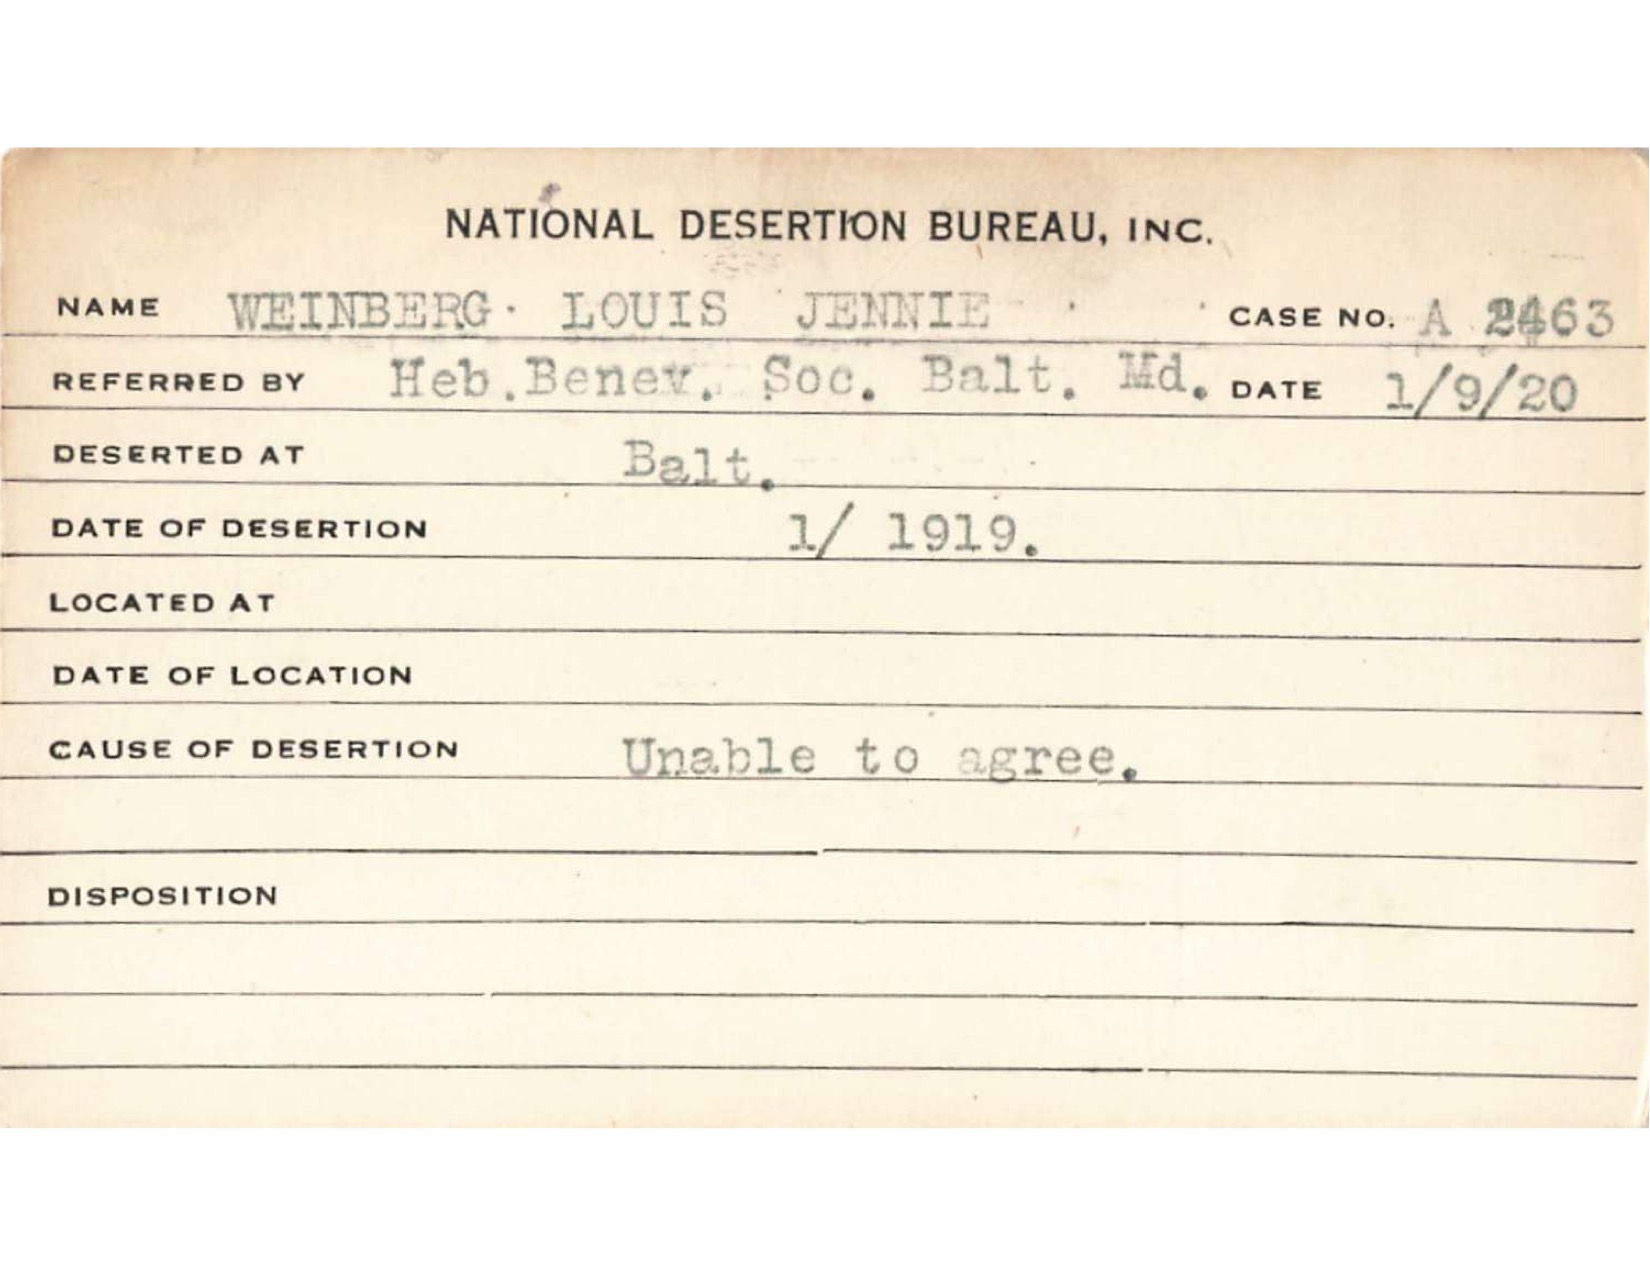 NATIONAL DESERTION BUREAU, INC.
NAME WEINBERG. LOUIS JENNIE CASE NO. A 2463
REFERRED BY Heb. Benev. Soc. Balt. Md. DATE 1/9/20
DESERTED AT Balt.
DATE OF DESERTION 1/ 1919.
LOCATED AT
DATE OF LOCATION
CAUSE OF DESERTION Unable to agree.
DISPOSITION